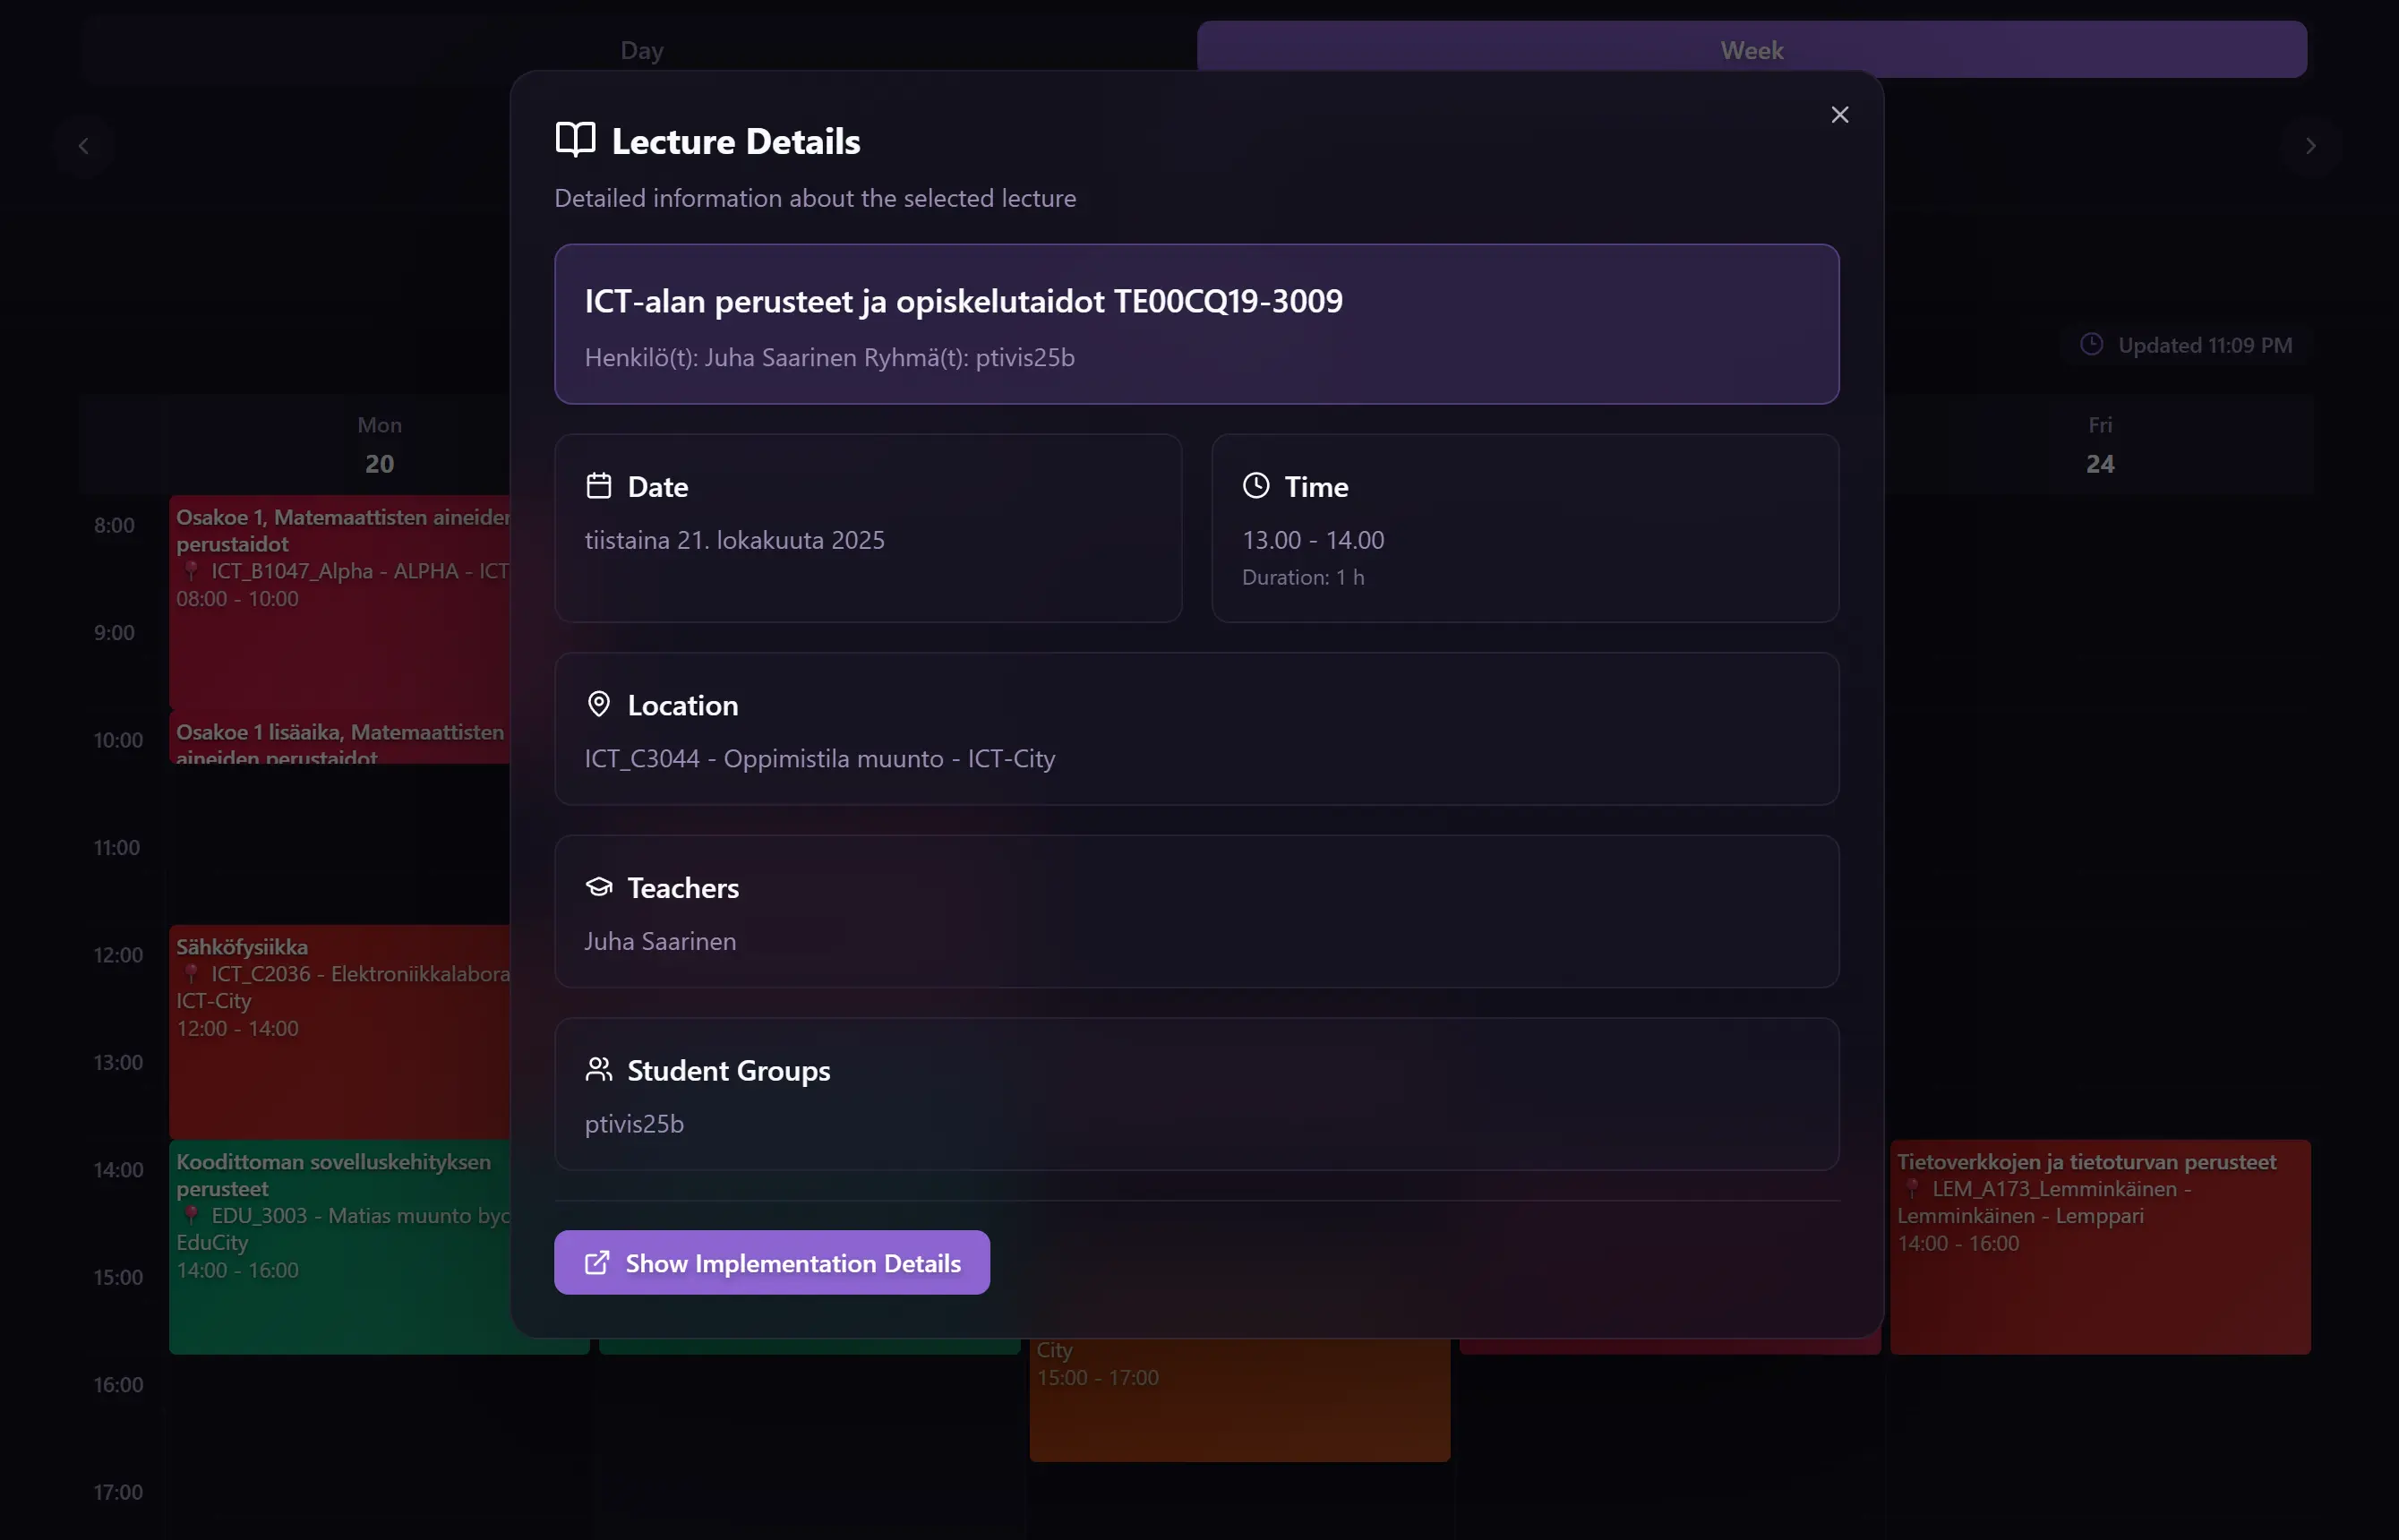 Day
Week
Lecture Details
Detailed information about the selected lecture
ICT-alan perusteet ja opiskelutaidot TE00CQ19-3009
Henkilö(t): Juha Saarinen Ryhmä(t): ptivis25b
Updated 11:09 PM
Mon
20
Fri
24
Date
tiistaina 21. lokakuuta 2025
Time
13.00 - 14.00
Duration: 1 h
Location
ICT_C3044 - Oppimistila muunto - ICT-City
Teachers
Juha Saarinen
Student Groups
ptivis25b
Show Implementation Details
8:00
9:00
10:00
11:00
12:00
13:00
14:00
15:00
16:00
17:00
Osakoe 1, Matemaattisten aineiden
perustaidot
ICT_B1047_Alpha - ALPHA - ICT
08:00 - 10:00
Osakoe 1 lisäaika, Matemaattisten
aineiden perustaidot
Sähköfysiikka
ICT_C2036 - Elektroniikkalabora
ICT-City
12:00 - 14:00
Koodittoman sovelluskehityksen
perusteet
EDU_3003 - Matias muunto byo
EduCity
14:00 - 16:00
City
15:00 - 17:00
Tietoverkkojen ja tietoturvan perusteet
LEM_A173_Lemminkäinen -
Lemminkäinen - Lemppari
14:00 - 16:00